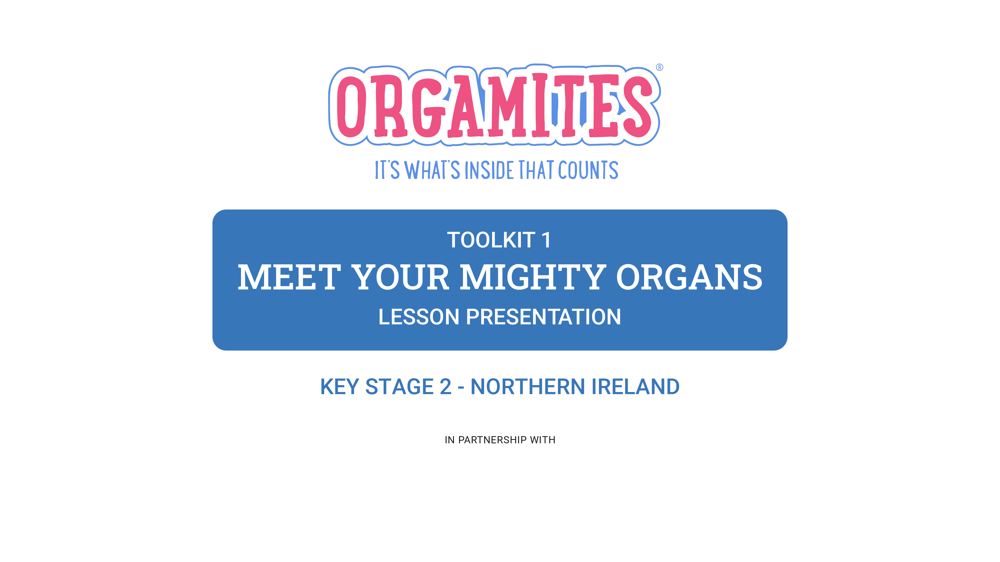 ORGAMITES®
IT'S WHAT'S INSIDE THAT COUNTS
TOOLKIT 1
MEET YOUR MIGHTY ORGANS
LESSON PRESENTATION
KEY STAGE 2 - NORTHERN IRELAND
IN PARTNERSHIP WITH